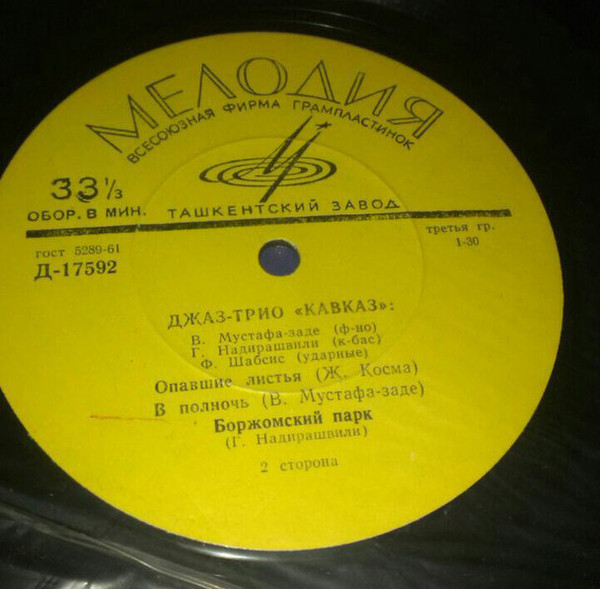 МЕЛОДИЯ
ВСЕСОЮЗНАЯ ФИРМА ГРАМПЛАСТИНОК
33⅓
ОБОР. В МИН.
ТАШКЕНТСКИЙ ЗАВОД
ГОСТ 5289-61
Д-17592
третья гр.
1-30
ДЖАЗ-ТРИО «КАВКАЗ»:
В. Мустафа-заде (ф-но)
Г. Надирашвили (к-бас)
Ф. Шабсис (ударные)
Опавшие листья (Ж. Косма)
В полночь (В. Мустафа-заде)
Боржомский парк
(Г. Надирашвили)
2 сторона